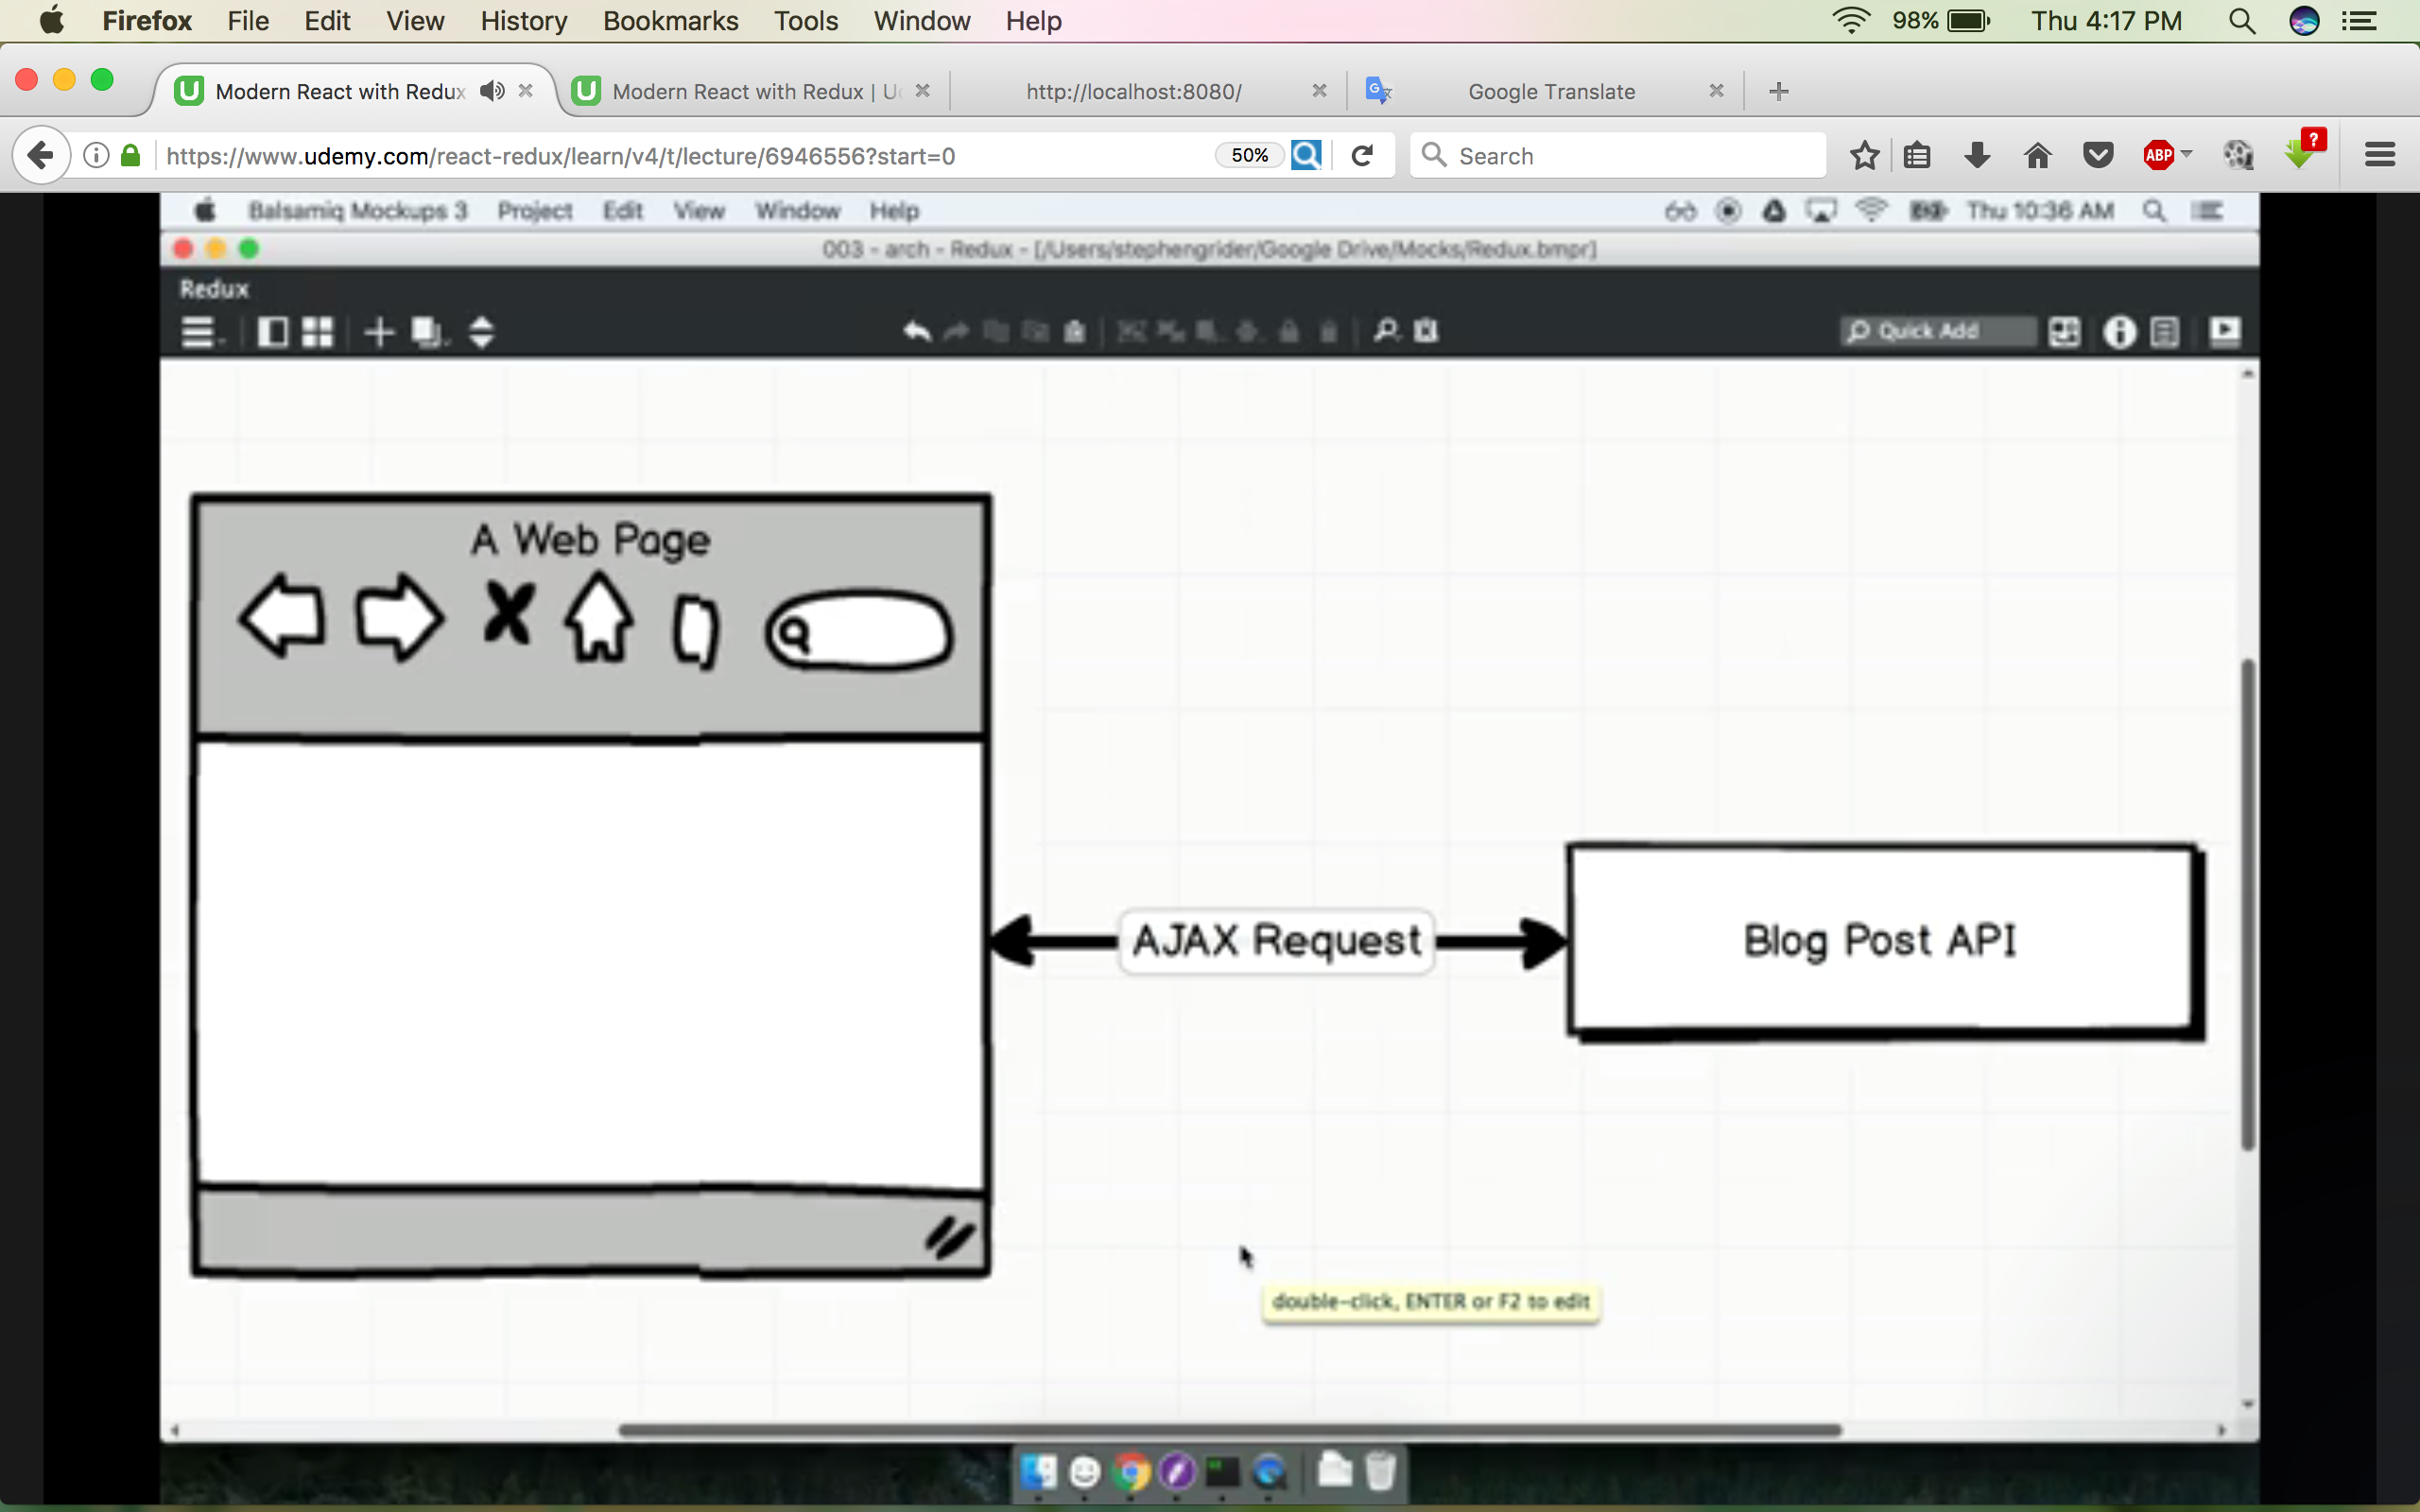 Firefox File Edit View History Bookmarks Tools Window Help 98% Thu 4:17 PM
Modern React with Redux Modern React with Redux | Ud http://localhost:8080/ Google Translate
https://www.udemy.com/react-redux/learn/v4/t/lecture/6946556?start=0 50% Search ABP ?
Balsamiq Mockups 3 Project Edit View Window Help Thu 10:36 AM
003 - arch - Redux - [/Users/stephengrider/Google Drive/Mocks/Redux.bmpr]
Redux
Quick Add
A Web Page
AJAX Request
Blog Post API
double-click, ENTER or F2 to edit